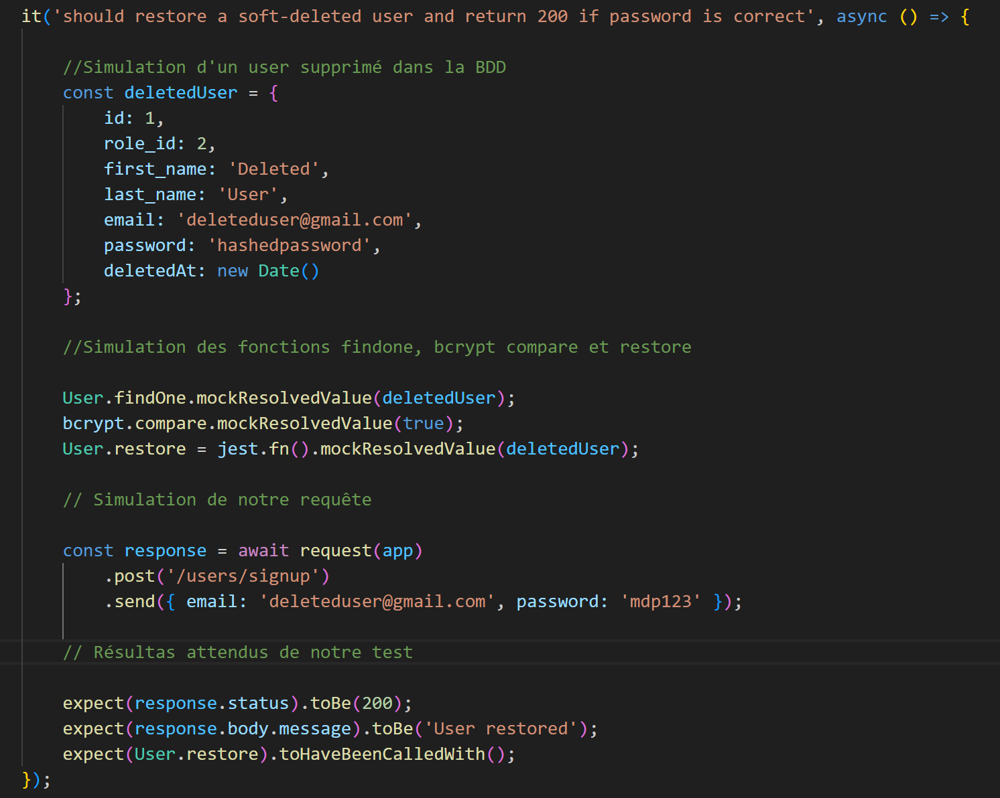 it('should restore a soft-deleted user and return 200 if password is correct', async () => {
//Simulation d'un user supprimé dans la BDD
const deletedUser = {
id: 1,
role_id: 2,
first_name: 'Deleted',
last_name: 'User',
email: 'deleteduser@gmail.com',
password: 'hashedpassword',
deletedAt: new Date()
};
//Simulation des fonctions findone, bcrypt compare et restore
User.findOne.mockResolvedValue(deletedUser);
bcrypt.compare.mockResolvedValue(true);
User.restore = jest.fn().mockResolvedValue(deletedUser);
// Simulation de notre requête
const response = await request(app)
.post('/users/signup')
.send({ email: 'deleteduser@gmail.com', password: 'mdp123' });
// Résultas attendus de notre test
expect(response.status).toBe(200);
expect(response.body.message).toBe('User restored');
expect(User.restore).toHaveBeenCalledWith();
});